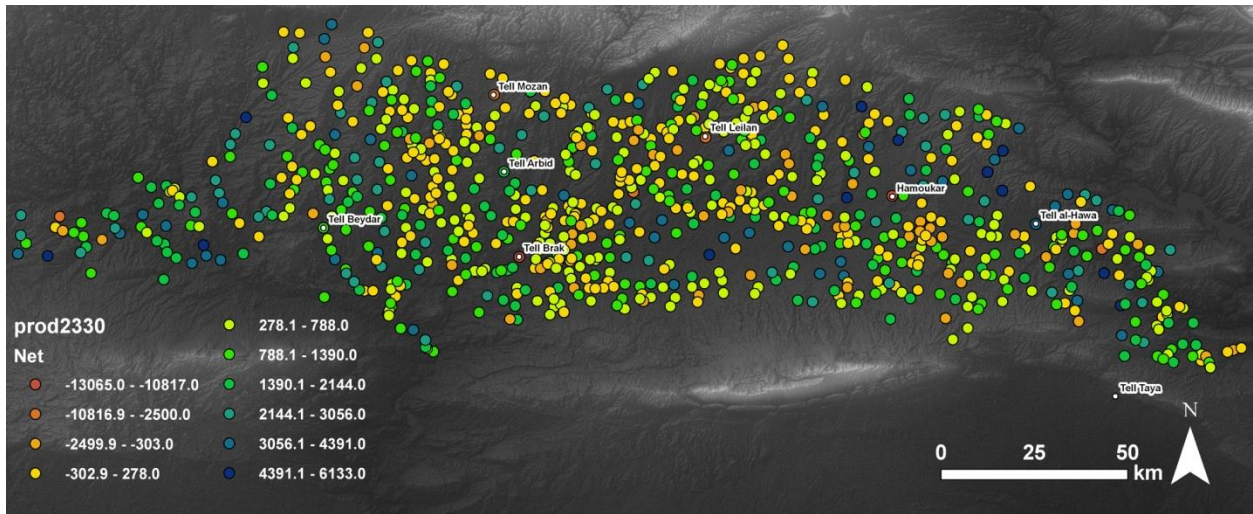 Tell Mozan
Tell Leilan
Tell Arbid
Hamoukar
Tell Beydar
Tell al-Hawa
Tell Brak
prod2330
Net
-13065.0 - -10817.0
-10816.9 - -2500.0
-2499.9 - -303.0
-302.9 - 278.0
278.1 - 788.0
788.1 - 1390.0
1390.1 - 2144.0
2144.1 - 3056.0
3056.1 - 4391.0
4391.1 - 6133.0
Tell Taya
N
0 25 50
km